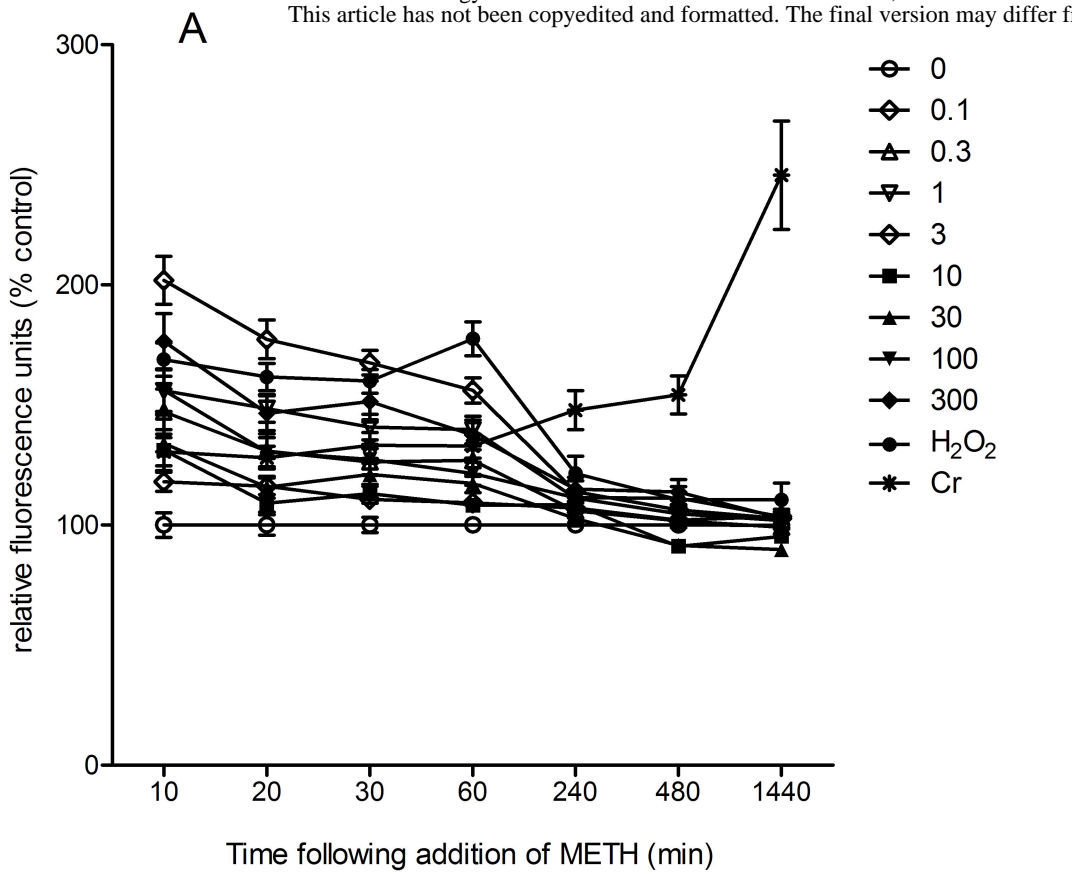 This article has not been copyedited and formatted. The final version may differ
A
relative fluorescence units (% control)
300
200
100
0
10 20 30 60 240 480 1440
Time following addition of METH (min)
0
0.1
0.3
1
3
10
30
100
300
H₂O₂
Cr